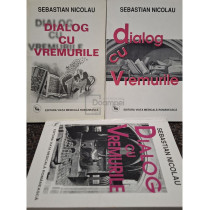 SEBASTIAN NICOLAU
DIALOG
CU
VREMURILE
SEBASTIAN NICOLAU
dialog
cu
Vremurile
SEBASTIAN NICOLAU
DIALOG
CU
VREMURILE